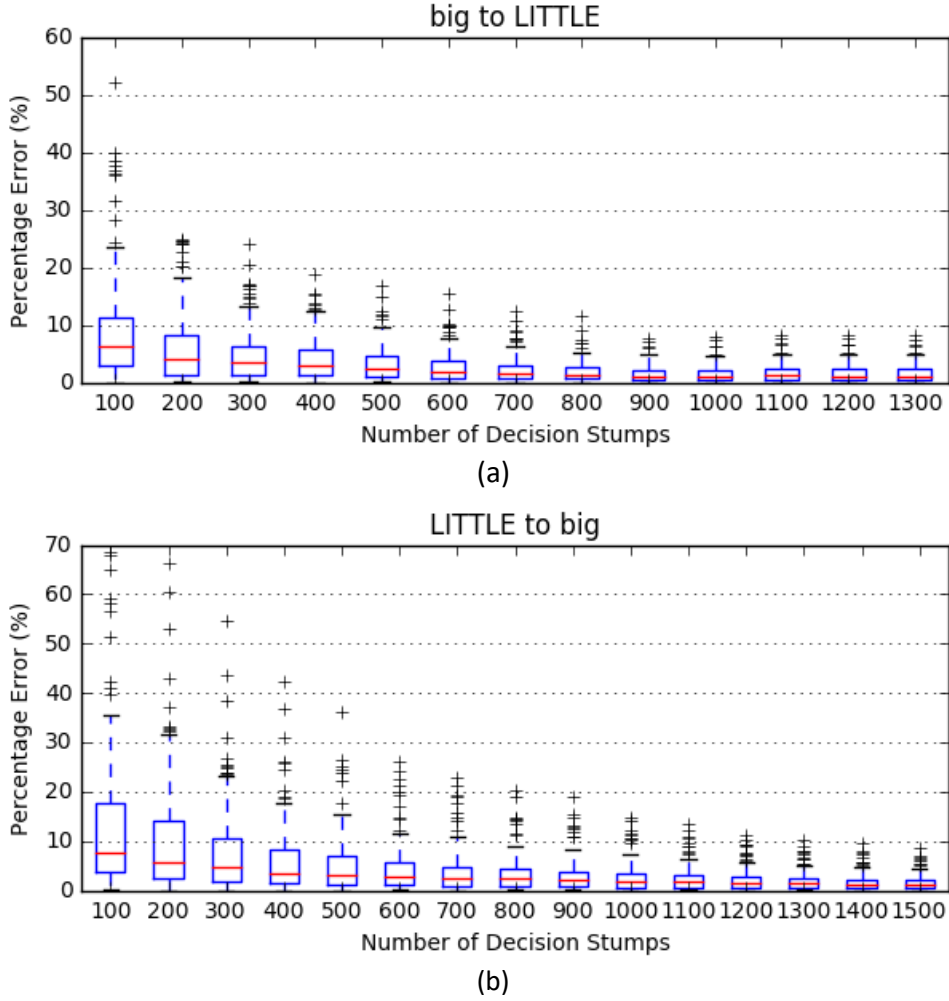 big to LITTLE
60
50
40
30
20
10
0
Percentage Error (%)
100 200 300 400 500 600 700 800 900 1000 1100 1200 1300
Number of Decision Stumps
(a)
LITTLE to big
70
60
50
40
30
20
10
0
Percentage Error (%)
100 200 300 400 500 600 700 800 900 1000 1100 1200 1300 1400 1500
Number of Decision Stumps
(b)